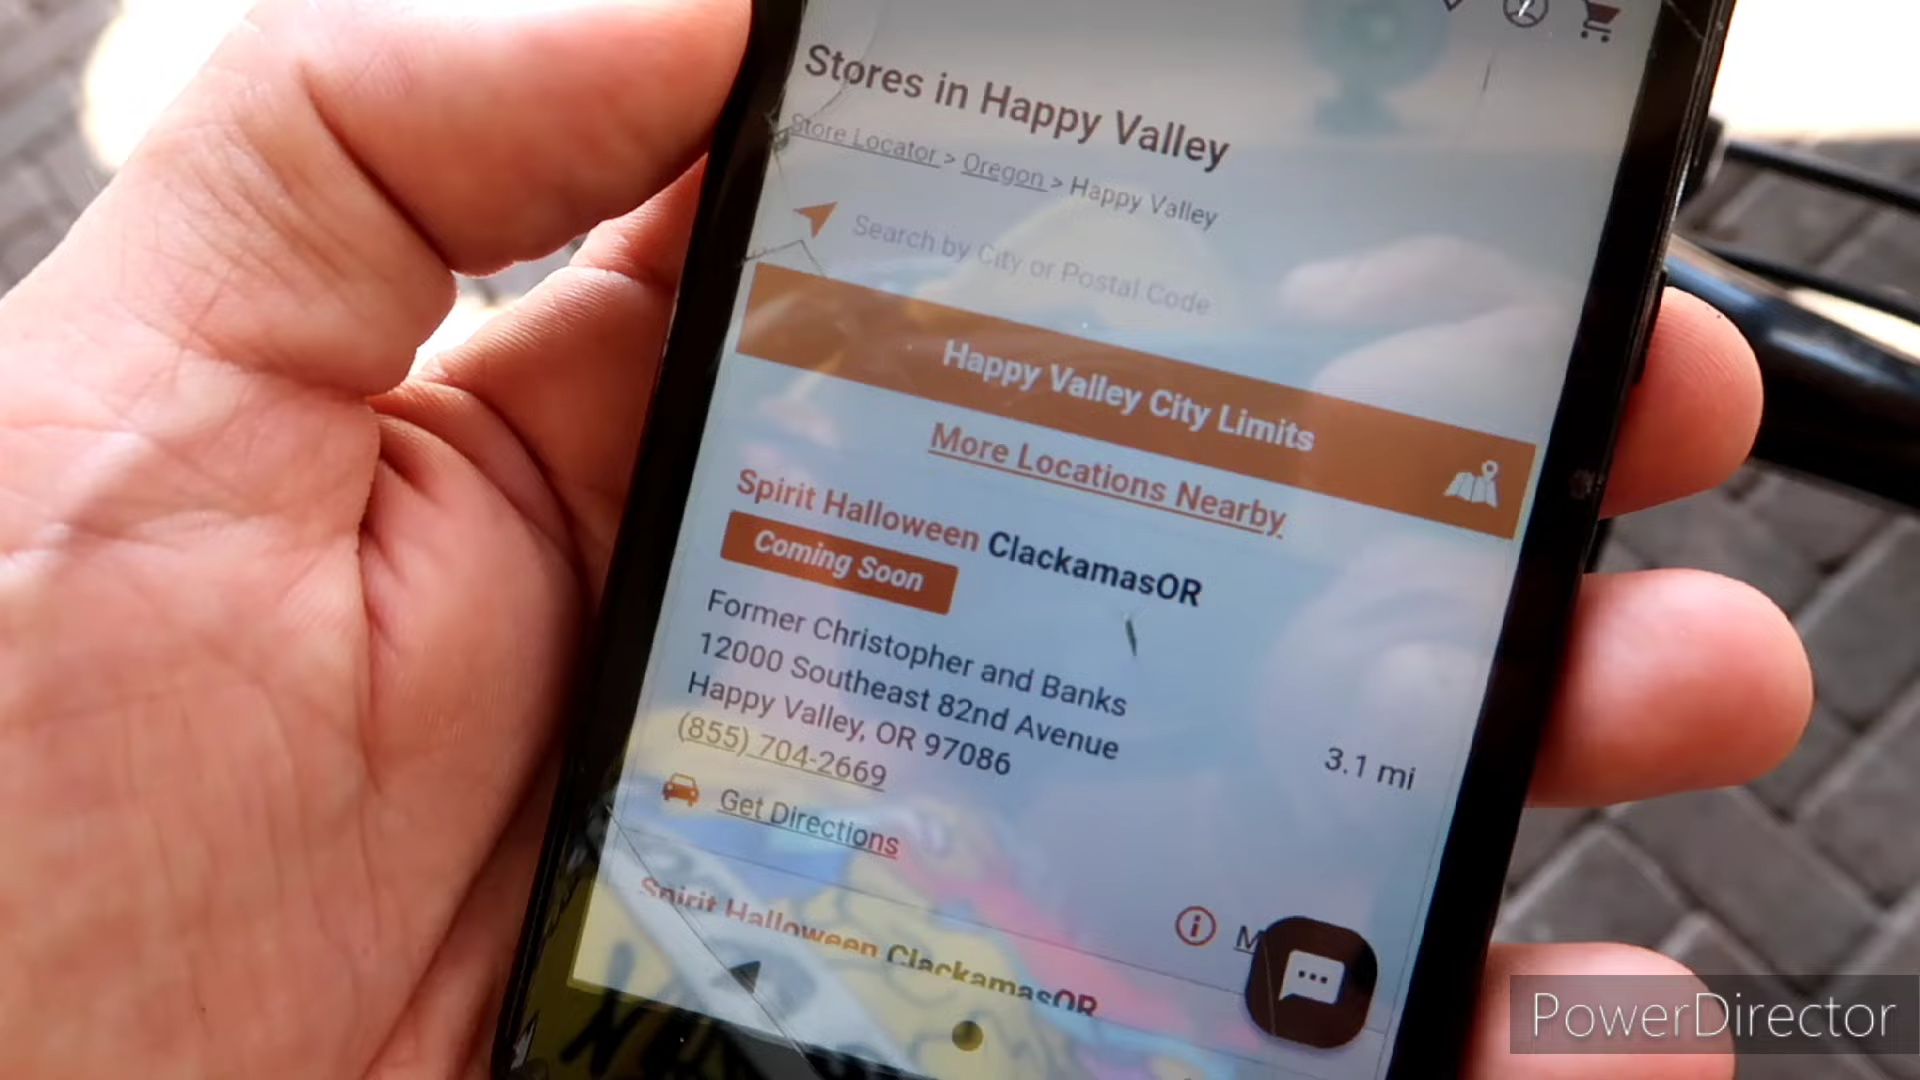 Stores in Happy Valley
Store Locator > Oregon > Happy Valley
Search by City or Postal Code
Happy Valley City Limits
More Locations Nearby
Spirit Halloween ClackamasOR
Coming Soon
Former Christopher and Banks
12000 Southeast 82nd Avenue
Happy Valley, OR 97086
3.1 mi
(855) 704-2669
Get Directions
Spirit Halloween ClackamasOR
PowerDirector